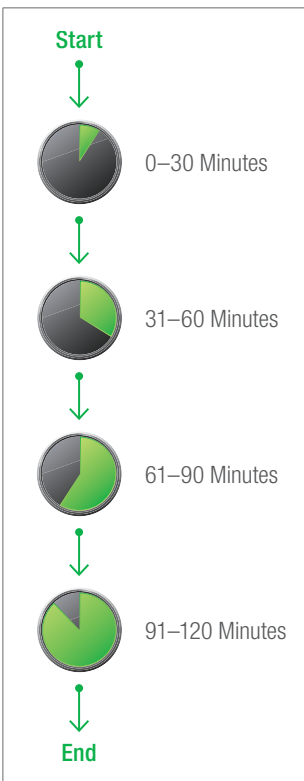 Start
0–30 Minutes
31–60 Minutes
61–90 Minutes
91–120 Minutes
End